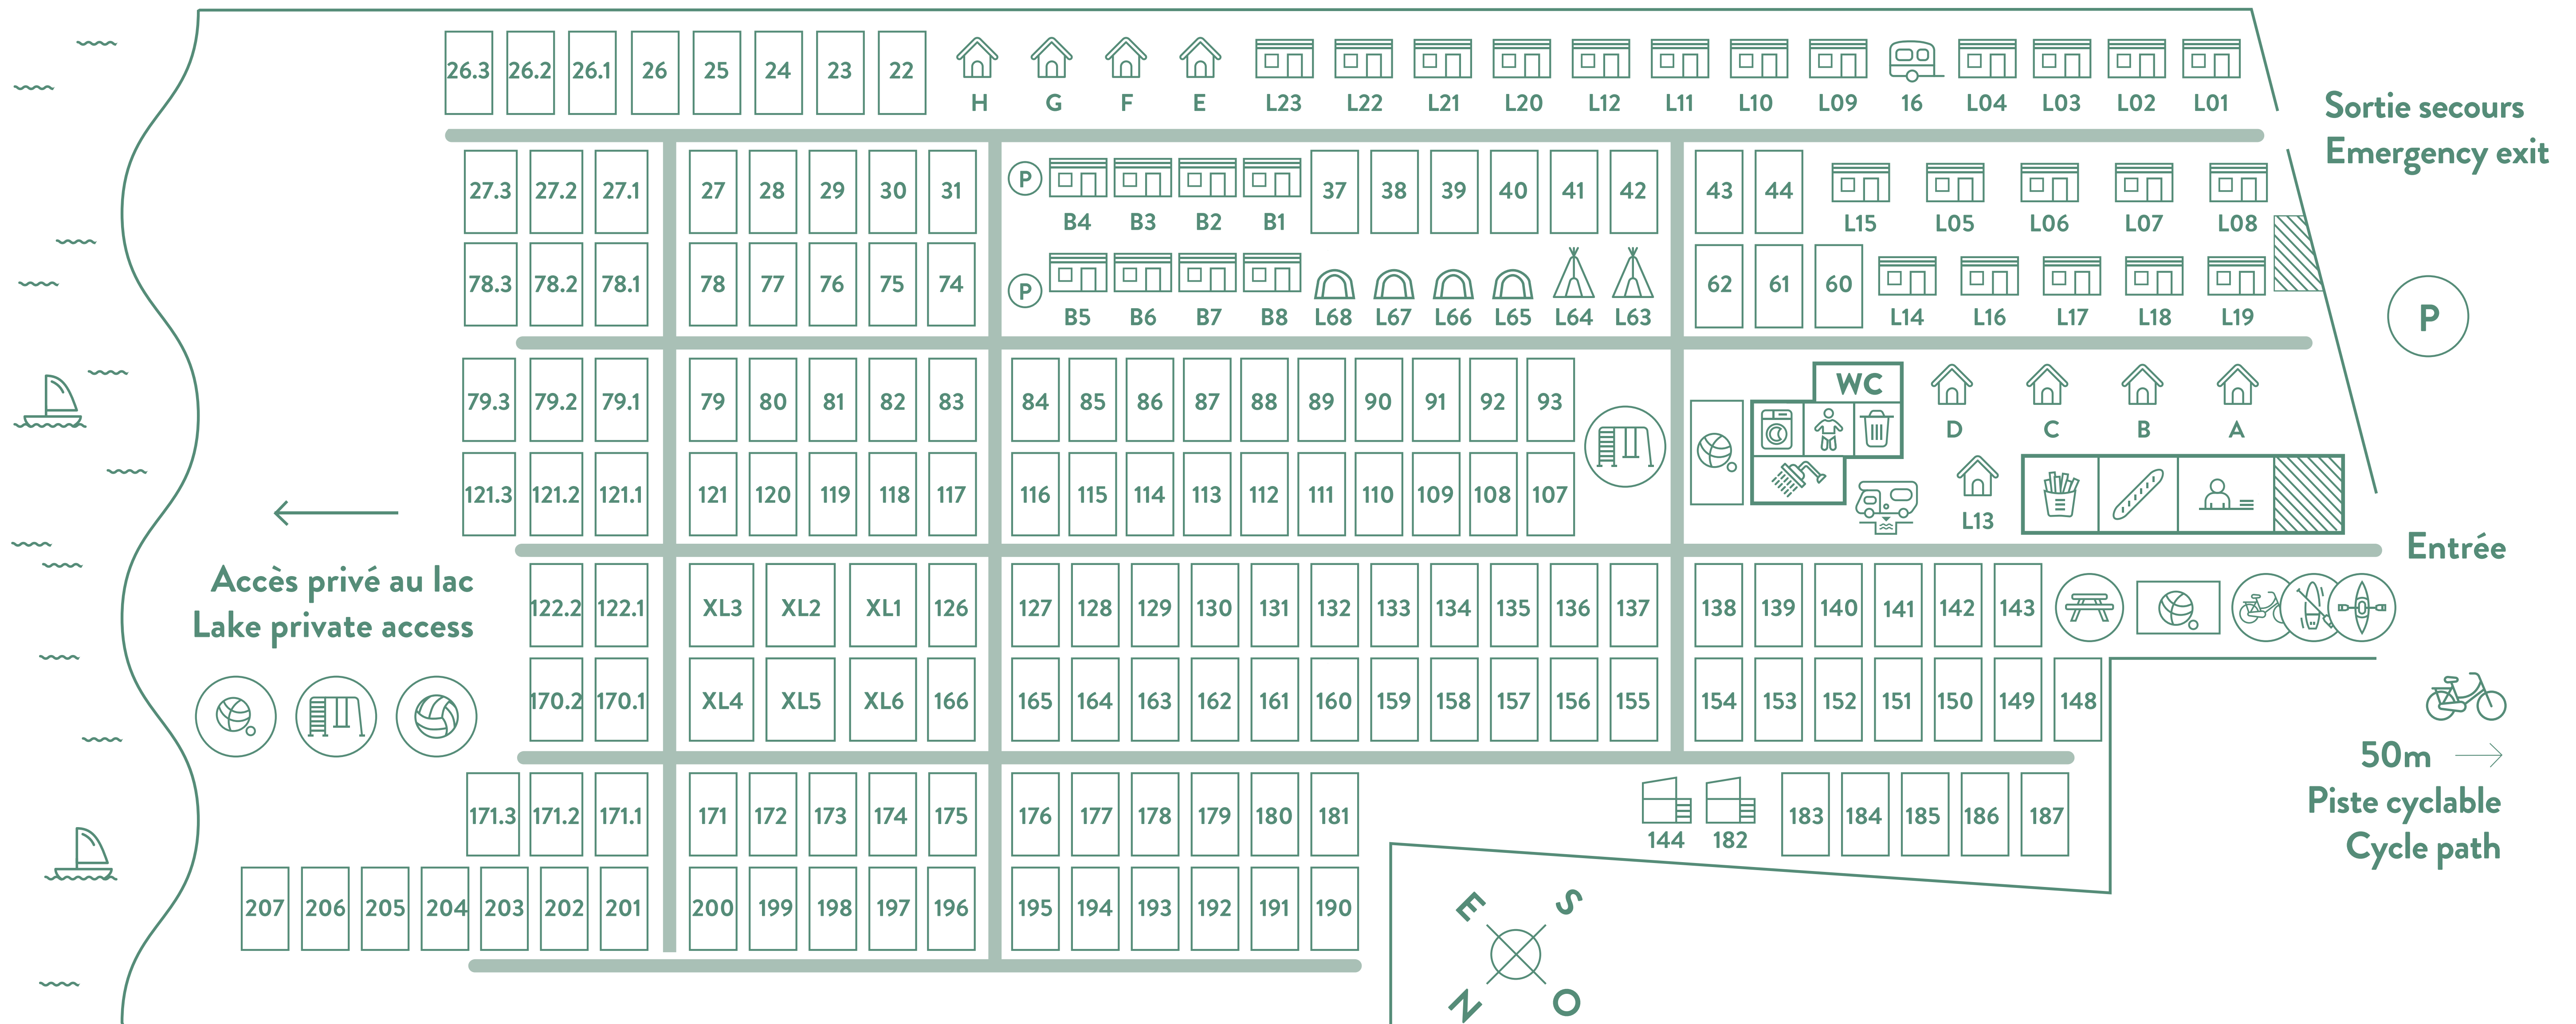 26.3 26.2 26.1 26 25 24 23 22 H G F E L23 L22 L21 L20 L12 L11 L10 L09 16 L04 L03 L02 L01
Sortie secours
Emergency exit
27.3 27.2 27.1 27 28 29 30 31 P B4 B3 B2 B1 37 38 39 40 41 42 43 44 L15 L05 L06 L07 L08
78.3 78.2 78.1 78 77 76 75 74 P B5 B6 B7 B8 L68 L67 L66 L65 L64 L63 62 61 60 L14 L16 L17 L18 L19
P
79.3 79.2 79.1 79 80 81 82 83 84 85 86 87 88 89 90 91 92 93 WC D C B A
121.3 121.2 121.1 121 120 119 118 117 116 115 114 113 112 111 110 109 108 107 L13
Entrée
Accès privé au lac
Lake private access
122.2 122.1 XL3 XL2 XL1 126 127 128 129 130 131 132 133 134 135 136 137 138 139 140 141 142 143
170.2 170.1 XL4 XL5 XL6 166 165 164 163 162 161 160 159 158 157 156 155 154 153 152 151 150 149 148
50m
Piste cyclable
Cycle path
171.3 171.2 171.1 171 172 173 174 175 176 177 178 179 180 181 144 182 183 184 185 186 187
207 206 205 204 203 202 201 200 199 198 197 196 195 194 193 192 191 190
E S
N O